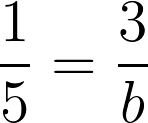 1/5 = 3/b